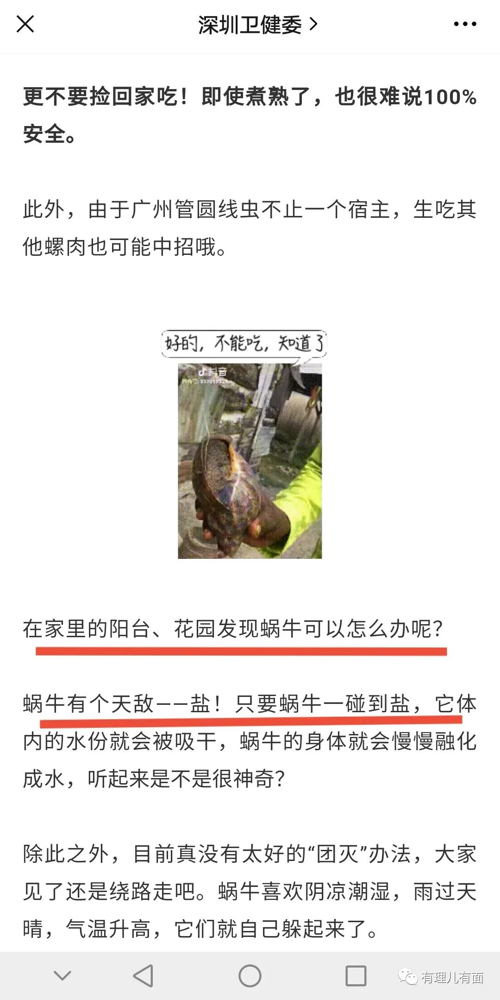 深圳卫健委
更不要捡回家吃！即使煮熟了，也很难说100%
安全。
此外，由于广州管圆线虫不止一个宿主，生吃其
他螺肉也可能中招哦。
好的，不能吃，知道了
抖音
在家里的阳台、花园发现蜗牛可以怎么办呢？
蜗牛有个天敌——盐！只要蜗牛一碰到盐，它体
内的水份就会被吸干，蜗牛的身体就会慢慢融化
成水，听起来是不是很神奇？
除此之外，目前真没有太好的“团灭”办法，大家
见了还是绕路走吧。蜗牛喜欢阴凉潮湿，雨过天
晴，气温升高，它们就自己躲起来了。
有理儿有面